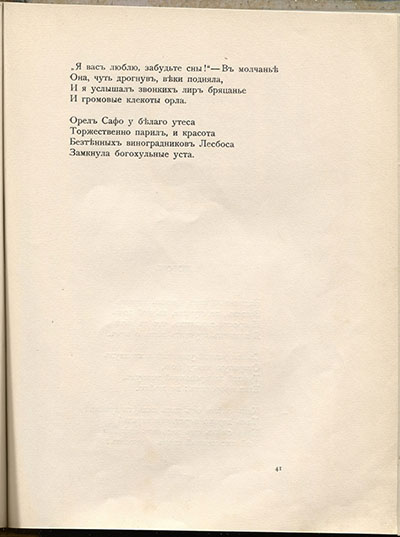 „Я васъ люблю, забудьте сны!“ — Въ молчаньѣ
Она, чуть дрогнувъ, вѣки подняла,
И я услышалъ звонкихъ лиръ бряцанье
И громовые клекоты орла.
Орелъ Сафо у бѣлаго утеса
Торжественно парилъ, и красота
Безтѣнныхъ виноградниковъ Лесбоса
Замкнула богохульные уста.
41